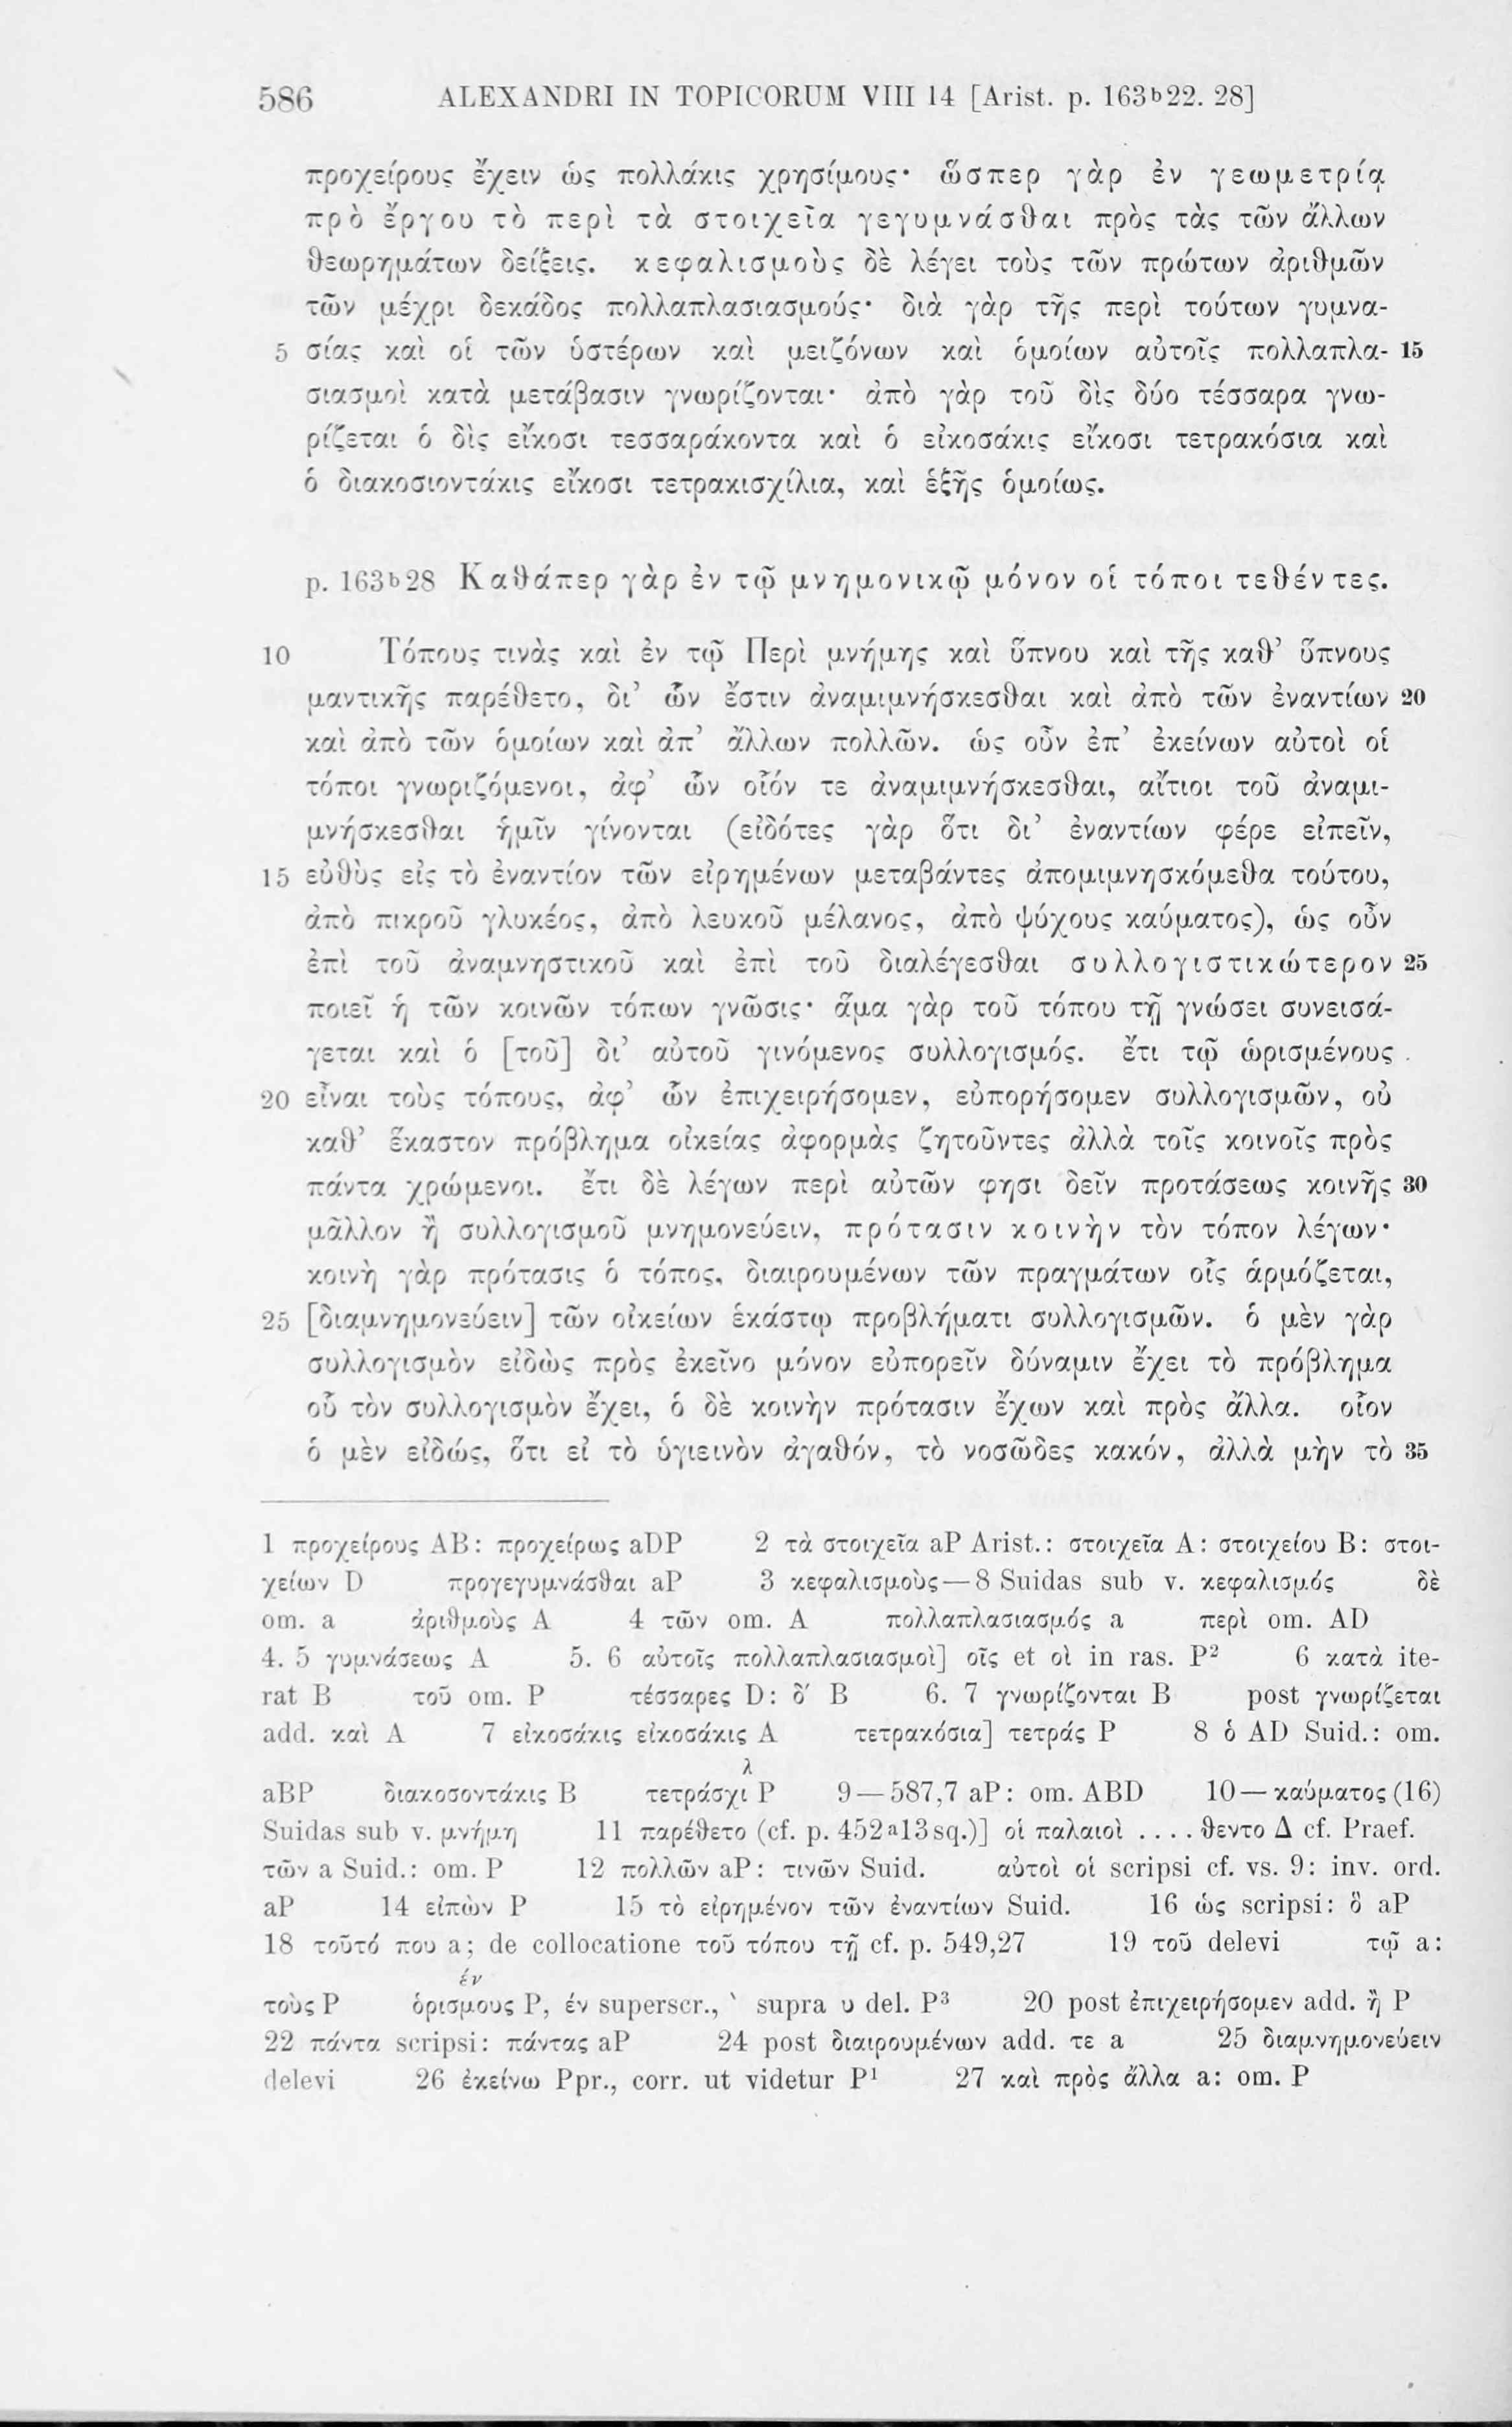 586 ALEXANDRI IN TOPICORUM VIII 14 [Arist. p. 163ᵇ22. 28]
προχείρους ἔχειν ὡς πολλάκις χρησίμους· ὥσπερ γὰρ ἐν γεωμετρίᾳ
πρὸ ἔργου τὸ περὶ τὰ στοιχεῖα γεγυμνάσθαι πρὸς τὰς τῶν ἄλλων
θεωρημάτων δείξεις. κεφαλισμοὺς δὲ λέγει τοὺς τῶν πρώτων ἀριθμῶν
τῶν μέχρι δεκάδος πολλαπλασιασμούς· διὰ γὰρ τῆς περὶ τούτων γυμνα-
5 σίας καὶ οἱ τῶν ὑστέρων καὶ μειζόνων καὶ ὁμοίων αὐτοῖς πολλαπλα- 15
σιασμοὶ κατὰ μετάβασιν γνωρίζονται· ἀπὸ γὰρ τοῦ δὶς δύο τέσσαρα γνω-
ρίζεται ὁ δὶς εἴκοσι τεσσαράκοντα καὶ ὁ εἰκοσάκις εἴκοσι τετρακόσια καὶ
ὁ διακοσιοντάκις εἴκοσι τετρακισχίλια, καὶ ἑξῆς ὁμοίως.
p. 163ᵇ28 Καθάπερ γὰρ ἐν τῷ μνημονικῷ μόνον οἱ τόποι τεθέντες.
10 Τόπους τινὰς καὶ ἐν τῷ Περὶ μνήμης καὶ ὕπνου καὶ τῆς καθ’ ὕπνους
μαντικῆς παρέθετο, δι’ ὧν ἔστιν ἀναμιμνήσκεσθαι καὶ ἀπὸ τῶν ἐναντίων 20
καὶ ἀπὸ τῶν ὁμοίων καὶ ἀπ’ ἄλλων πολλῶν. ὡς οὖν ἐπ’ ἐκείνων αὐτοὶ οἱ
τόποι γνωριζόμενοι, ἀφ’ ὧν οἷόν τε ἀναμιμνήσκεσθαι, αἴτιοι τοῦ ἀναμι-
μνήσκεσθαι ἡμῖν γίνονται (εἰδότες γὰρ ὅτι δι’ ἐναντίων φέρε εἰπεῖν,
15 εὐθὺς εἰς τὸ ἐναντίον τῶν εἰρημένων μεταβάντες ἀπομιμνησκόμεθα τούτου,
ἀπὸ πικροῦ γλυκέος, ἀπὸ λευκοῦ μέλανος, ἀπὸ ψύχους καύματος), ὡς οὖν
ἐπὶ τοῦ ἀναμνηστικοῦ καὶ ἐπὶ τοῦ διαλέγεσθαι συλλογιστικώτερον 25
ποιεῖ ἡ τῶν κοινῶν τόπων γνῶσις· ἅμα γὰρ τοῦ τόπου τῇ γνώσει συνεισά-
γεται καὶ ὁ [τοῦ] δι’ αὐτοῦ γινόμενος συλλογισμός. ἔτι τῷ ὡρισμένους
20 εἶναι τοὺς τόπους, ἀφ’ ὧν ἐπιχειρήσομεν, εὐπορήσομεν συλλογισμῶν, οὐ
καθ’ ἕκαστον πρόβλημα οἰκείας ἀφορμὰς ζητοῦντες ἀλλὰ τοῖς κοινοῖς πρὸς
πάντα χρώμενοι. ἔτι δὲ λέγων περὶ αὐτῶν φησι δεῖν προτάσεως κοινῆς 30
μᾶλλον ἢ συλλογισμοῦ μνημονεύειν, πρότασιν κοινὴν τὸν τόπον λέγων·
κοινὴ γὰρ πρότασις ὁ τόπος, διαιρουμένων τῶν πραγμάτων οἷς ἁρμόζεται,
25 [διαμνημονεύειν] τῶν οἰκείων ἑκάστῳ προβλήματι συλλογισμῶν. ὁ μὲν γὰρ
συλλογισμὸν εἰδὼς πρὸς ἐκεῖνο μόνον εὐπορεῖν δύναμιν ἔχει τὸ πρόβλημα
οὗ τὸν συλλογισμὸν ἔχει, ὁ δὲ κοινὴν πρότασιν ἔχων καὶ πρὸς ἄλλα. οἷον
ὁ μὲν εἰδώς, ὅτι εἰ τὸ ὑγιεινὸν ἀγαθόν, τὸ νοσῶδες κακόν, ἀλλὰ μὴν τὸ 35
1 προχείρους AB: προχείρως aDP 2 τὰ στοιχεῖα aP Arist.: στοιχεῖα A: στοιχείου B: στοι-
χείων D προγεγυμνάσθαι aP 3 κεφαλισμοὺς — 8 Suidas sub v. κεφαλισμός δὲ
om. a ἀριθμοὺς A 4 τῶν om. A πολλαπλασιασμός a περὶ om. AD
4. 5 γυμνάσεως A 5. 6 αὐτοῖς πολλαπλασιασμοὶ] οῖς et οὶ in ras. P² 6 κατὰ ite-
rat B τοῦ om. P τέσσαρες D: δ′ B 6. 7 γνωρίζονται B post γνωρίζεται
add. καὶ A 7 εἰκοσάκις εἰκοσάκις A τετρακόσια] τετράς P 8 ὁ AD Suid.: om.
λ
aBP διακοσοντάκις B τετράσχι P 9 — 587,7 aP: om. ABD 10 — καύματος (16)
Suidas sub v. μνήμη 11 παρέθετο (cf. p. 452ᵃ13 sq.)] οἱ παλαιοὶ .... θεντο Δ cf. Praef.
τῶν a Suid.: om. P 12 πολλῶν aP: τινῶν Suid. αὐτοὶ οἱ scripsi cf. vs. 9: inv. ord.
aP 14 εἰπὼν P 15 τὸ εἰρημένον τῶν ἐναντίων Suid. 16 ὡς scripsi: ὃ aP
18 τοῦτό που a; de collocatione τοῦ τόπου τῇ cf. p. 549,27 19 τοῦ delevi τῷ a:
έν
τοὺς P ὁρισμους P, έν superscr., ` supra υ del. P³ 20 post ἐπιχειρήσομεν add. ἢ P
22 πάντα scripsi: πάντας aP 24 post διαιρουμένων add. τε a 25 διαμνημονεύειν
delevi 26 ἐκείνω Ppr., corr. ut videtur P¹ 27 καὶ πρὸς ἄλλα a: om. P